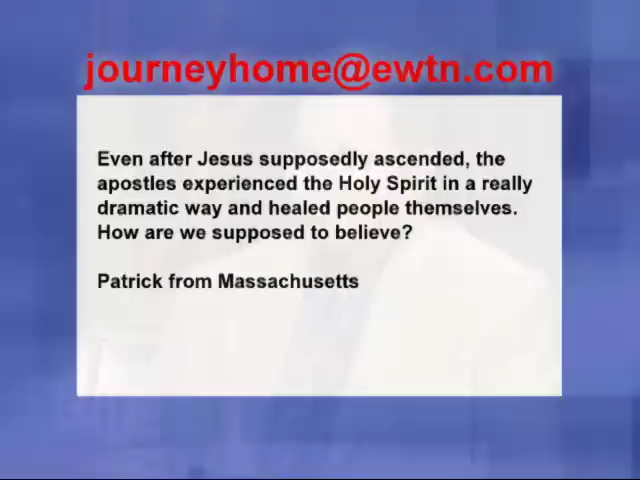 journeyhome@ewtn.com
Even after Jesus supposedly ascended, the
apostles experienced the Holy Spirit in a really
dramatic way and healed people themselves.
How are we supposed to believe?
Patrick from Massachusetts